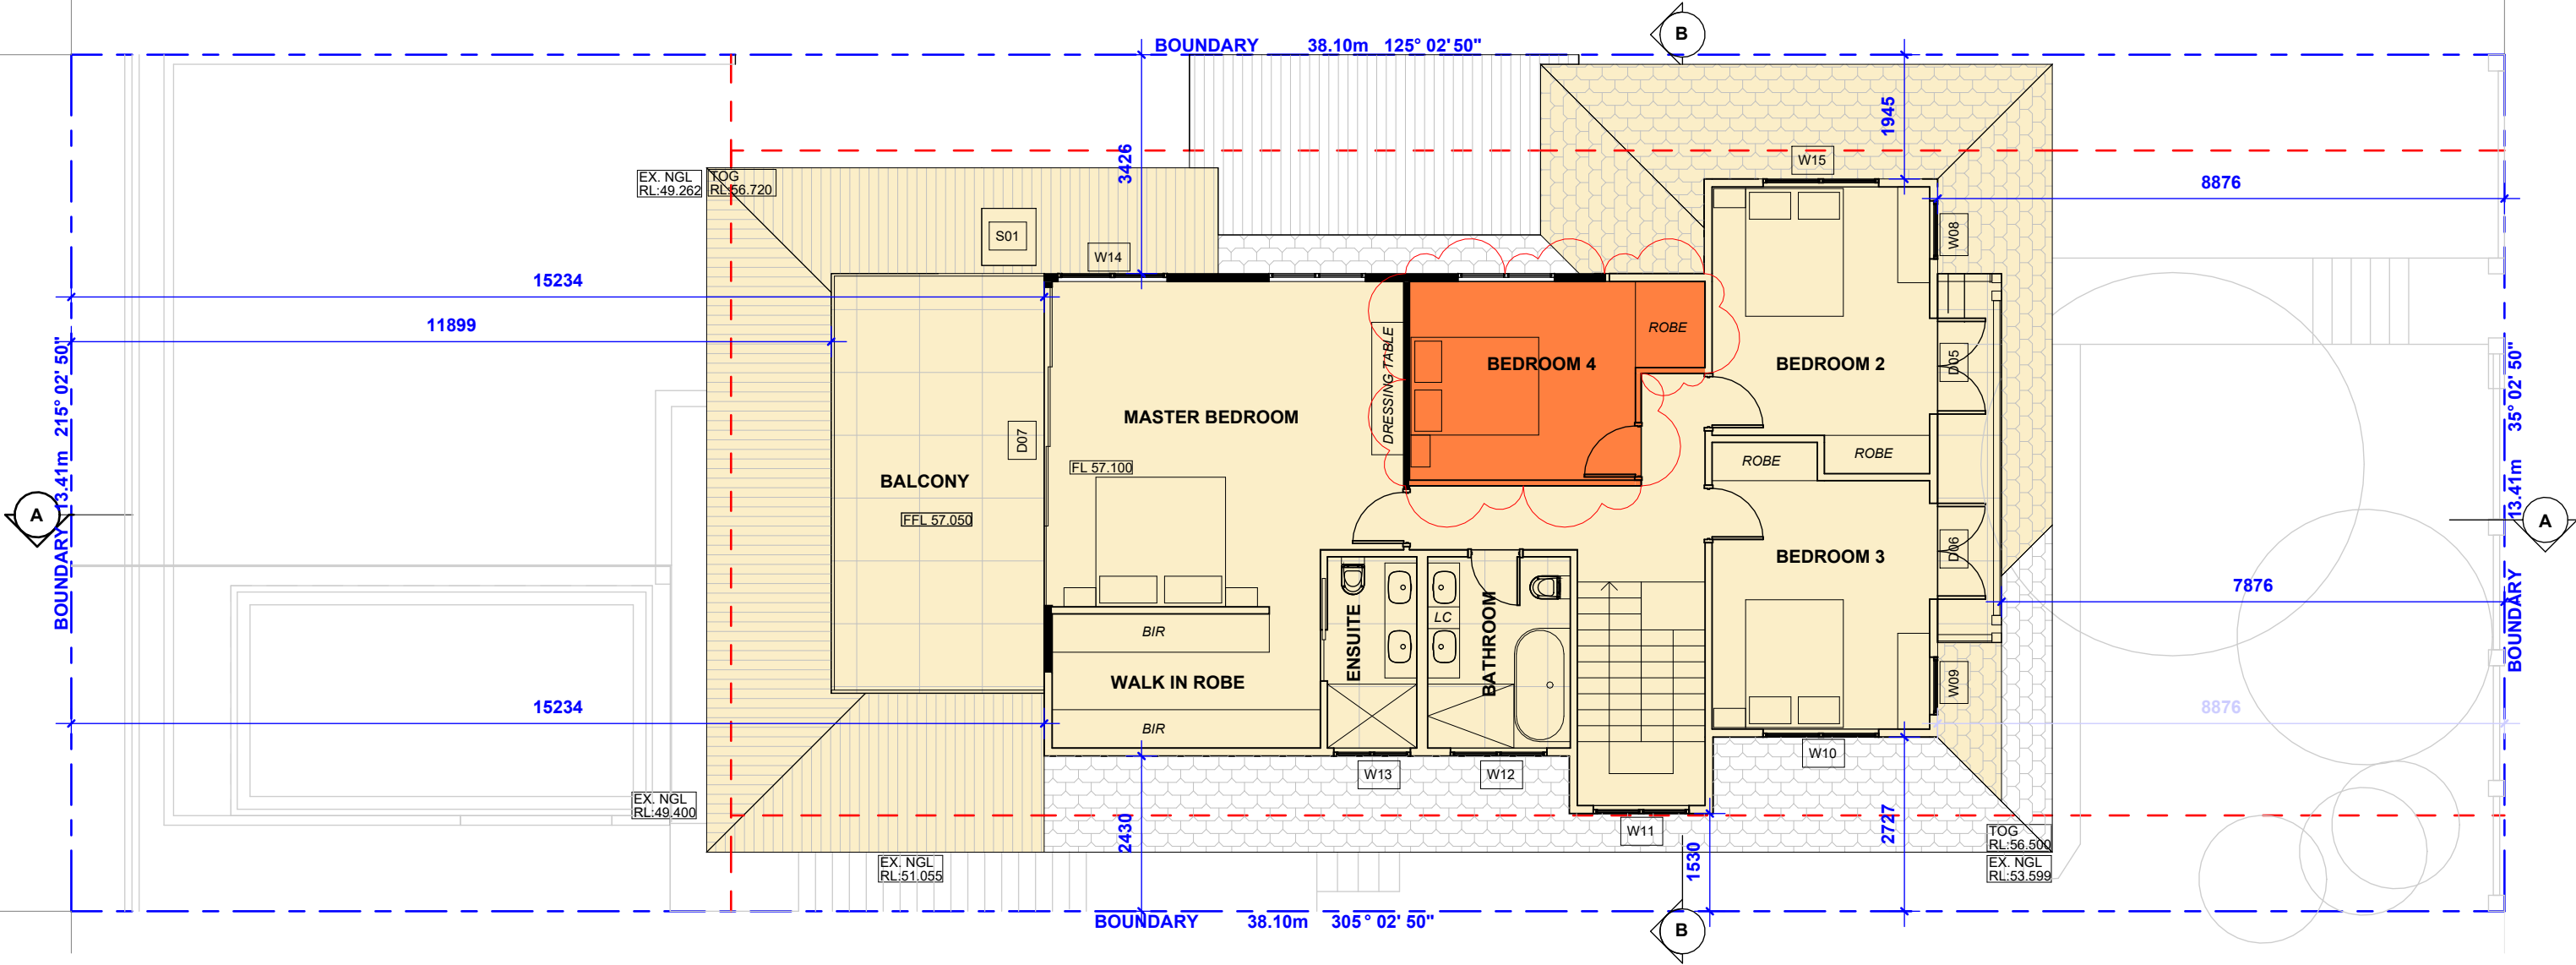 B
BOUNDARY 38.10m 125° 02' 50"
1945
3426
W15
EX. NGL
RL:49.262
TOG
RL:56.720
8876
S01
W14
W08
15234
11899
ROBE
DRESSING TABLE
BEDROOM 4
BEDROOM 2
D05
MASTER BEDROOM
D07
FL 57.100
ROBE
ROBE
BALCONY
FFL 57.050
A
A
BOUNDARY 13.41m 215° 02' 50"
BOUNDARY 13.41m 35° 02' 50"
D06
BEDROOM 3
7876
BIR
ENSUITE
LC
BATHROOM
WALK IN ROBE
W09
15234
8876
BIR
W10
W13
W12
EX. NGL
RL:49.400
2430
W11
2727
TOG
RL:56.500
1530
EX. NGL
RL:51.055
EX. NGL
RL:53.599
BOUNDARY 38.10m 305° 02' 50"
B